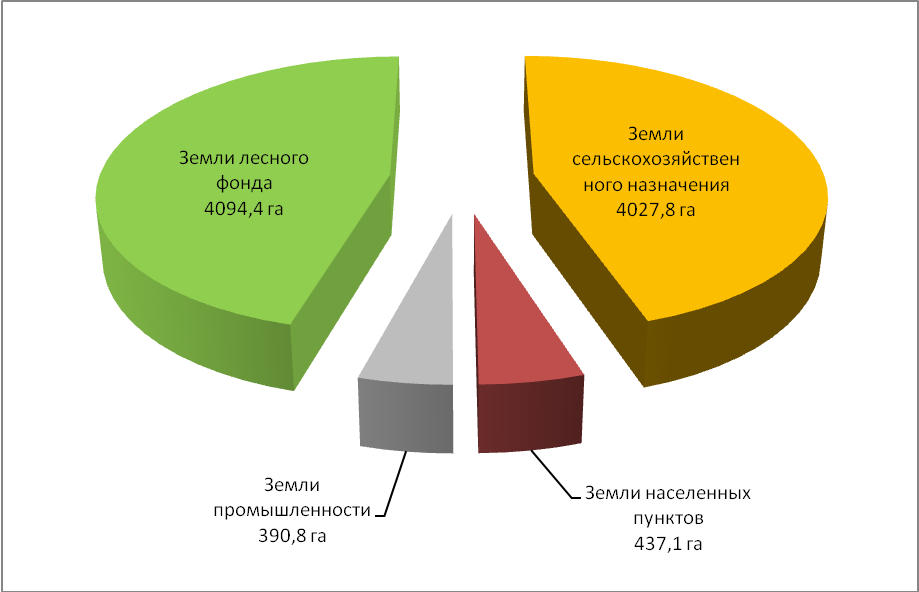 Земли лесного
фонда
4094,4 га
Земли
сельскохозяйствен
ного назначения
4027,8 га
Земли
промышленности
390,8 га
Земли населенных
пунктов
437,1 га